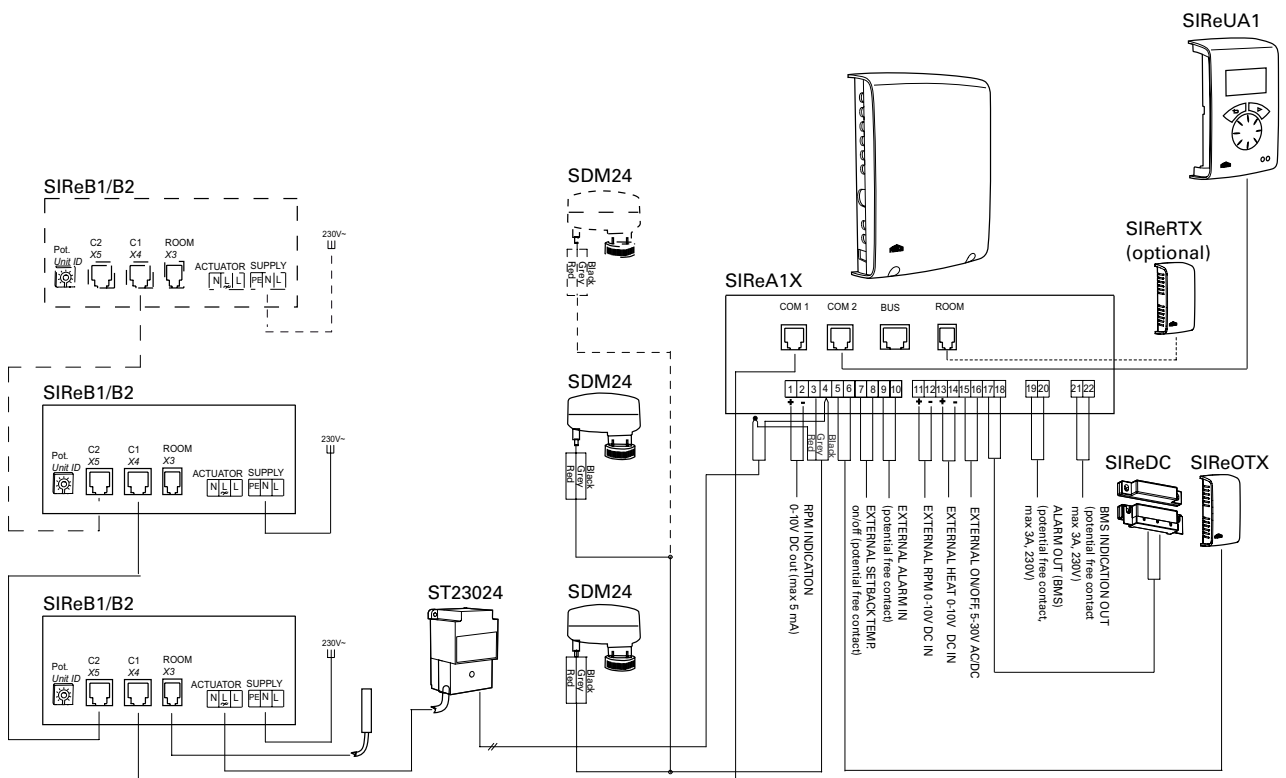 SIReUA1
SIReB1/B2
Pot.
Unit ID
C2
X5
C1
X4
ROOM
X3
ACTUATOR
N L L
SUPPLY
PE N L
230V~
SDM24
Black
Grey
Red
SIReRTX
(optional)
SIReA1X
COM 1
COM 2
BUS
ROOM
1 2 3 4 5 6 7 8 9 10
11 12 13 14 15 16 17 18
19 20
21 22
+ -
+ - + -
Red
Grey
Black
SIReB1/B2
Pot.
Unit ID
C2
X5
C1
X4
ROOM
X3
ACTUATOR
N L L
SUPPLY
PE N L
230V~
SDM24
Black
Grey
Red
RPM INDICATION
0-10V DC out (max 5 mA)
EXTERNAL SETBACK TEMP.
on/off (potential free contact)
EXTERNAL ALARM IN
(potential free contact)
EXTERNAL RPM 0-10V DC IN
EXTERNAL HEAT 0-10V DC IN
EXTERNAL ON/OFF, 5-30V AC/DC
ALARM OUT (BMS)
(potential free contact,
max 3A, 230V)
BMS INDICATION OUT
(potential free contact
max 3A, 230V)
SIReDC
SIReOTX
SIReB1/B2
Pot.
Unit ID
C2
X5
C1
X4
ROOM
X3
ACTUATOR
N L L
SUPPLY
PE N L
230V~
ST23024
SDM24
Black
Grey
Red